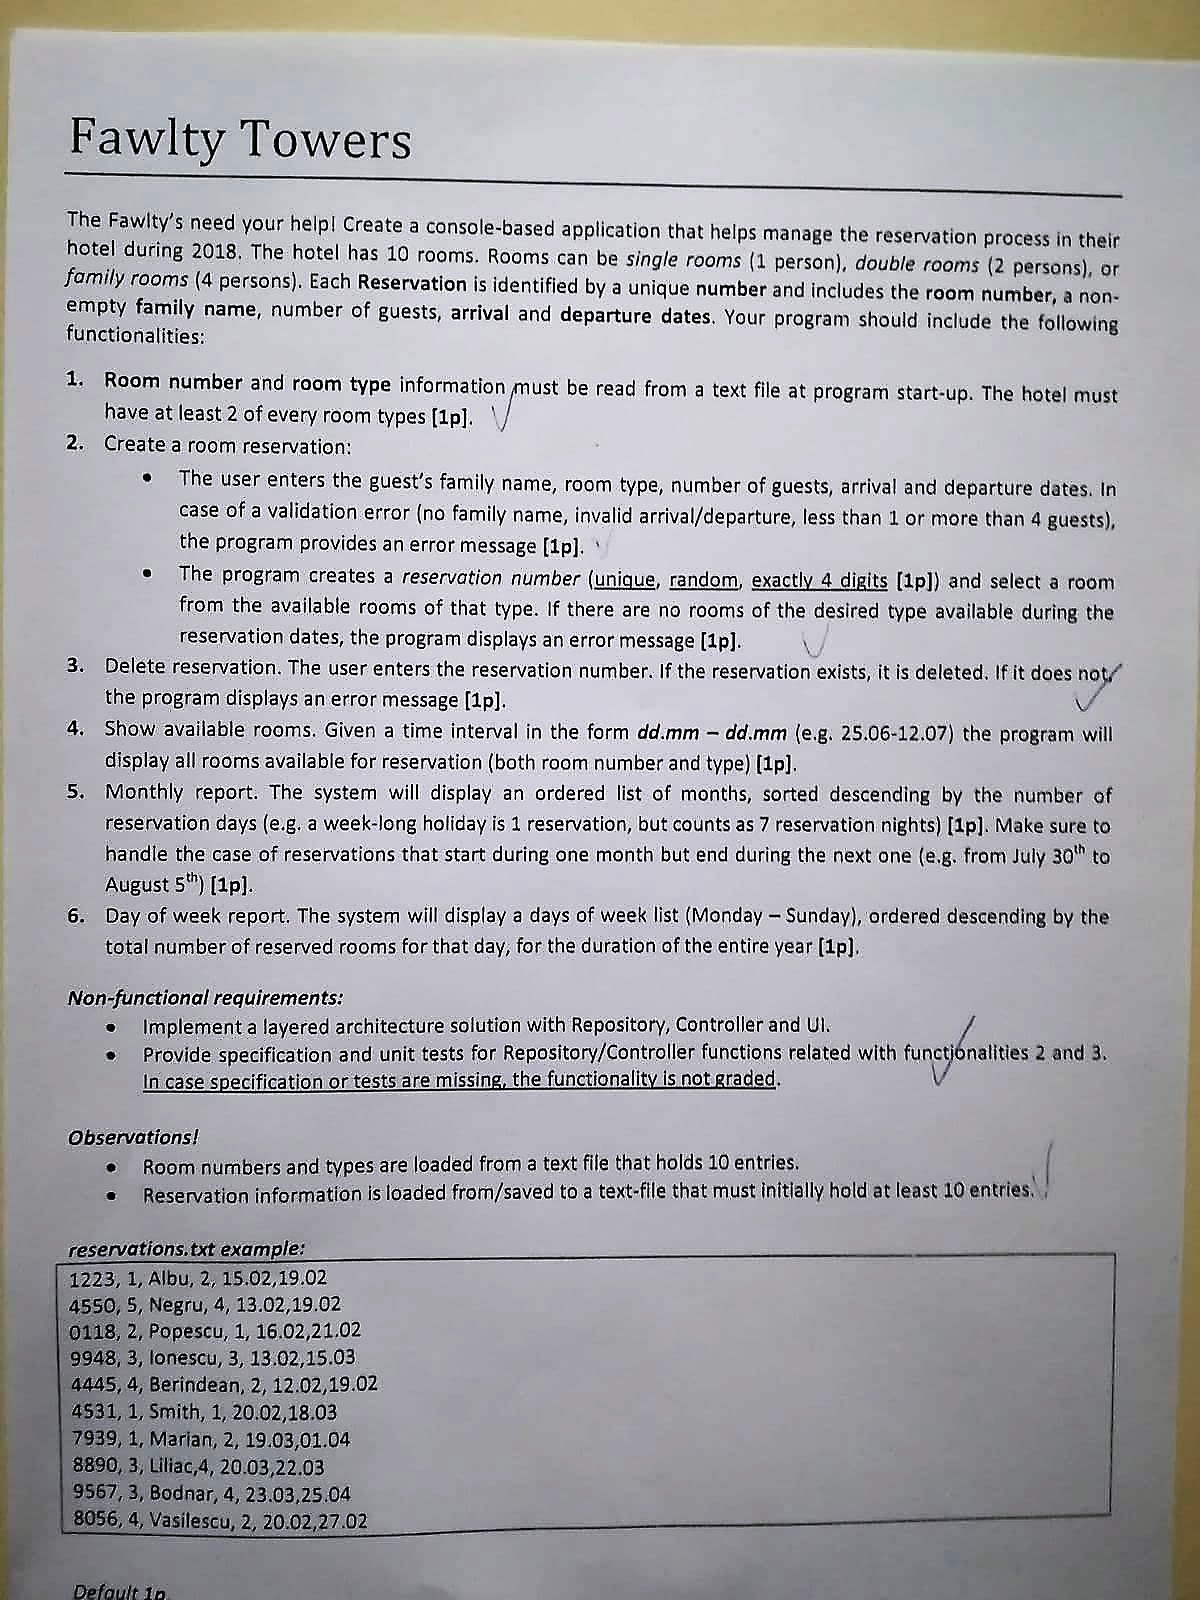 Fawlty Towers
The Fawlty's need your help! Create a console-based application that helps manage the reservation process in their
hotel during 2018. The hotel has 10 rooms. Rooms can be single rooms (1 person), double rooms (2 persons), or
family rooms (4 persons). Each Reservation is identified by a unique number and includes the room number, a non-
empty family name, number of guests, arrival and departure dates. Your program should include the following
functionalities:
1. Room number and room type information must be read from a text file at program start-up. The hotel must
have at least 2 of every room types [1p].
2. Create a room reservation:
• The user enters the guest's family name, room type, number of guests, arrival and departure dates. In
case of a validation error (no family name, invalid arrival/departure, less than 1 or more than 4 guests),
the program provides an error message [1p].
• The program creates a reservation number (unique, random, exactly 4 digits [1p]) and select a room
from the available rooms of that type. If there are no rooms of the desired type available during the
reservation dates, the program displays an error message [1p].
3. Delete reservation. The user enters the reservation number. If the reservation exists, it is deleted. If it does not,
the program displays an error message [1p].
4. Show available rooms. Given a time interval in the form dd.mm – dd.mm (e.g. 25.06-12.07) the program will
display all rooms available for reservation (both room number and type) [1p].
5. Monthly report. The system will display an ordered list of months, sorted descending by the number of
reservation days (e.g. a week-long holiday is 1 reservation, but counts as 7 reservation nights) [1p]. Make sure to
handle the case of reservations that start during one month but end during the next one (e.g. from July 30th to
August 5th) [1p].
6. Day of week report. The system will display a days of week list (Monday – Sunday), ordered descending by the
total number of reserved rooms for that day, for the duration of the entire year [1p].
Non-functional requirements:
• Implement a layered architecture solution with Repository, Controller and UI.
• Provide specification and unit tests for Repository/Controller functions related with functionalities 2 and 3.
In case specification or tests are missing, the functionality is not graded.
Observations!
• Room numbers and types are loaded from a text file that holds 10 entries.
• Reservation information is loaded from/saved to a text-file that must initially hold at least 10 entries.
reservations.txt example:
1223, 1, Albu, 2, 15.02,19.02
4550, 5, Negru, 4, 13.02,19.02
0118, 2, Popescu, 1, 16.02,21.02
9948, 3, Ionescu, 3, 13.02,15.03
4445, 4, Berindean, 2, 12.02,19.02
4531, 1, Smith, 1, 20.02,18.03
7939, 1, Marian, 2, 19.03,01.04
8890, 3, Liliac,4, 20.03,22.03
9567, 3, Bodnar, 4, 23.03,25.04
8056, 4, Vasilescu, 2, 20.02,27.02
Default 1p.